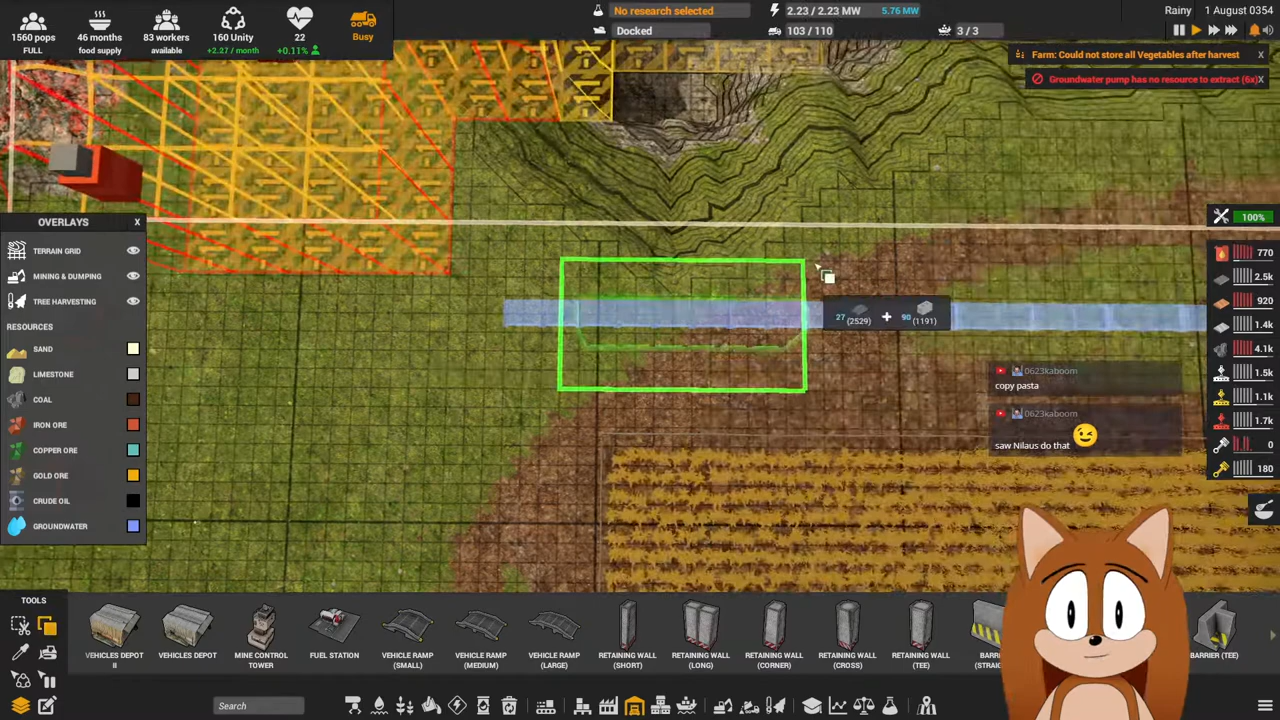 1560 pops
FULL
46 months
food supply
83 workers
available
160 Unity
+2.27 / month
22
+0.11%
Busy
No research selected
Docked
2.23 / 2.23 MW
5.76 MW
103 / 110
3 / 3
Rainy
1 August 0354
Farm: Could not store all Vegetables after harvest
X
Groundwater pump has no resource to extract (6x)
X
OVERLAYS
X
TERRAIN GRID
MINING & DUMPING
TREE HARVESTING
RESOURCES
SAND
LIMESTONE
COAL
IRON ORE
COPPER ORE
GOLD ORE
CRUDE OIL
GROUNDWATER
27
(2529)
+
90
(1191)
100%
770
2.5k
920
1.4k
4.1k
1.5k
1.1k
1.7k
0
180
0623kaboom
copy pasta
0623kaboom
saw Nilaus do that
TOOLS
VEHICLES DEPOT
II
VEHICLES DEPOT
MINE CONTROL
TOWER
FUEL STATION
VEHICLE RAMP
(SMALL)
VEHICLE RAMP
(MEDIUM)
VEHICLE RAMP
(LARGE)
RETAINING WALL
(SHORT)
RETAINING WALL
(LONG)
RETAINING WALL
(CORNER)
RETAINING WALL
(CROSS)
RETAINING WALL
(TEE)
BARRIER (TEE)
Search